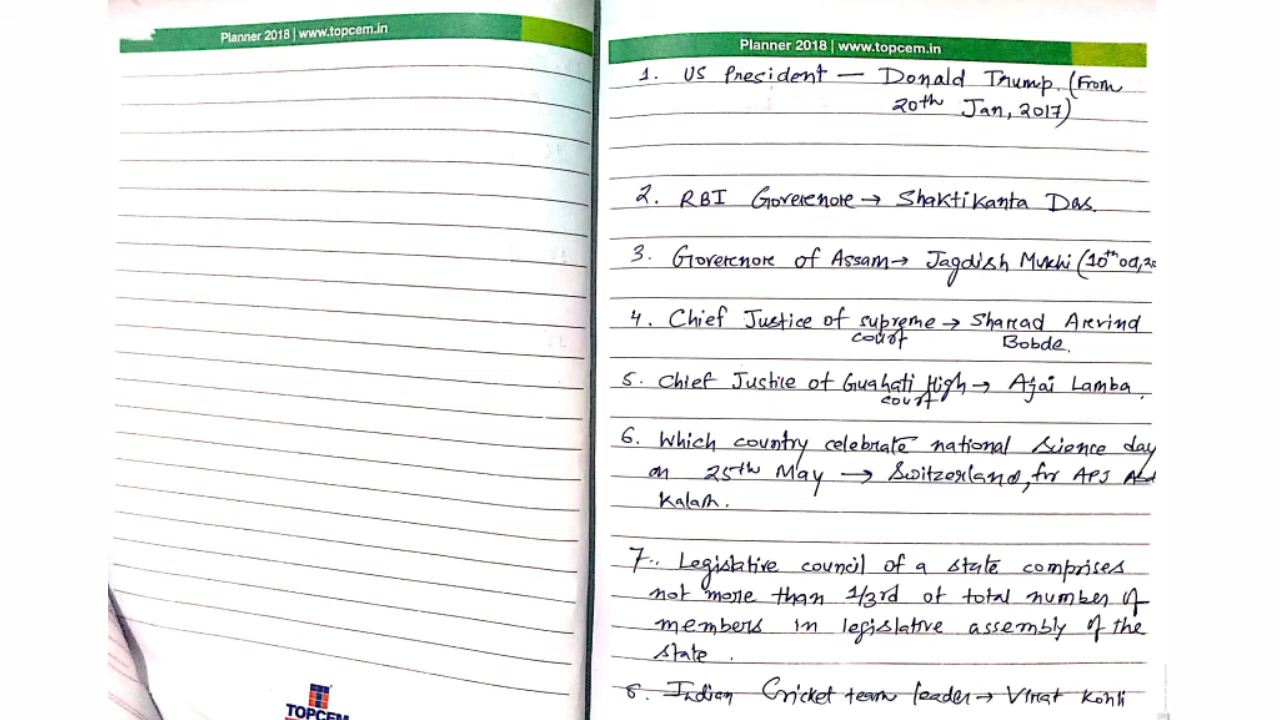 Planner 2018 | www.topcem.in
TOPCEM
Planner 2018 | www.topcem.in
1. US President — Donald Trump. (From
20th Jan, 2017)
2. RBI Goverenore → Shaktikanta Das.
3. Goverenore of Assam → Jagdish Mukhi (10th
4. Chief Justice of supreme → Sharad Arvind
court Bobde.
5. Chief Justice of Guahati High → Ajai Lamba.
court
6. Which country celebrate national science day
on 25th May → Switzerland, for APJ
Kalam.
7. Legislative council of a state comprises
not more than 1/3rd of total number of
members in legislative assembly of the
state.
8. Indian Cricket team leader → Virat Kohli